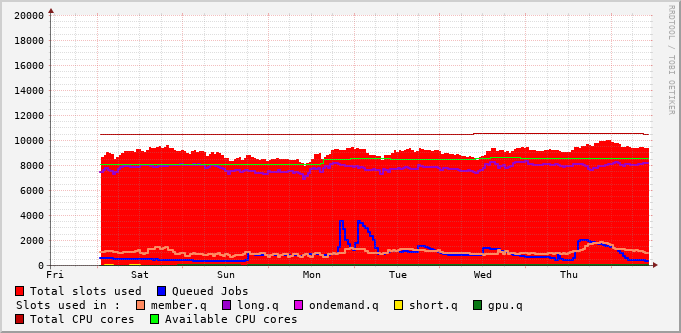 20000
18000
16000
14000
12000
10000
8000
6000
4000
2000
0
Fri Sat Sun Mon Tue Wed Thu
Total slots used Queued Jobs
Slots used in : member.q long.q ondemand.q short.q gpu.q
Total CPU cores Available CPU cores
RRDTOOL / TOBI OETIKER